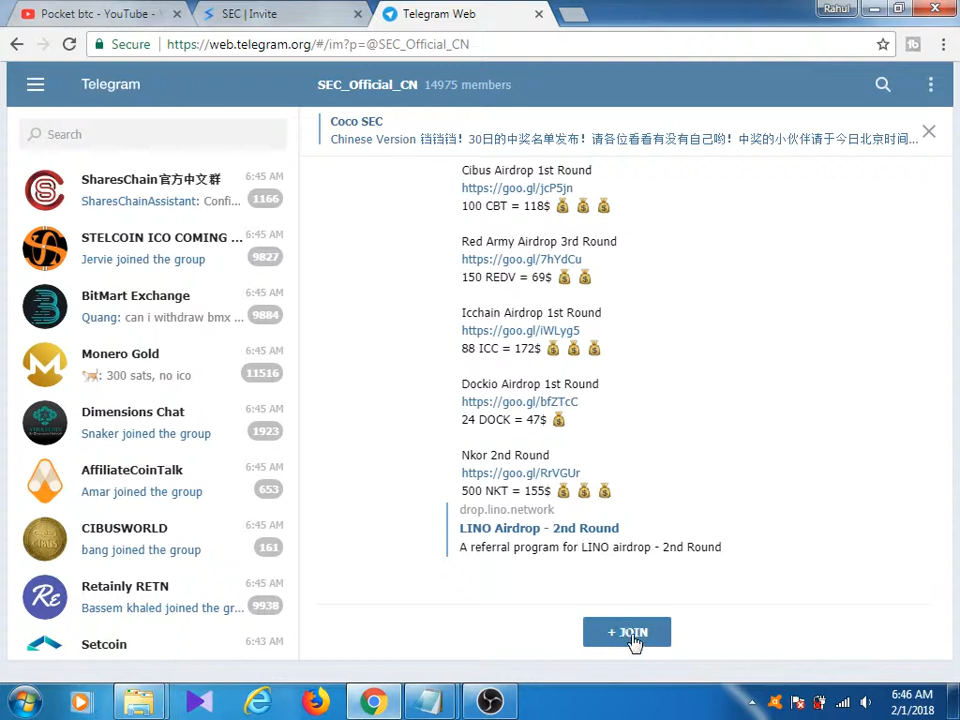 Pocket btc - YouTube -
SEC | Invite
Telegram Web
Rahul
Secure
https://web.telegram.org/#/im?p=@SEC_Official_CN
Telegram
SEC_Official_CN 14975 members
Search
Coco SEC
Chinese Version 铛铛铛！30日的中奖名单发布！请各位看看有没有自己哟！中奖的小伙伴请于今日北京时间...
SharesChain官方中文群 6:45 AM
SharesChainAssistant: Confi... 1166
STELCOIN ICO COMING ... 6:45 AM
Jervie joined the group 9827
BitMart Exchange 6:45 AM
Quang: can i withdraw bmx ... 9884
Monero Gold 6:45 AM
: 300 sats, no ico 11516
Dimensions Chat 6:45 AM
Snaker joined the group 1923
AffiliateCoinTalk 6:45 AM
Amar joined the group 653
CIBUSWORLD 6:45 AM
bang joined the group 161
Retainly RETN 6:45 AM
Bassem khaled joined the gr... 9938
Setcoin 6:43 AM
Cibus Airdrop 1st Round
https://goo.gl/jcP5jn
100 CBT = 118$
Red Army Airdrop 3rd Round
https://goo.gl/7hYdCu
150 REDV = 69$
Icchain Airdrop 1st Round
https://goo.gl/iWLyg5
88 ICC = 172$
Dockio Airdrop 1st Round
https://goo.gl/bfZTcC
24 DOCK = 47$
Nkor 2nd Round
https://goo.gl/RrVGUr
500 NKT = 155$
drop.lino.network
LINO Airdrop - 2nd Round
A referral program for LINO airdrop - 2nd Round
+ JOIN
6:46 AM
2/1/2018